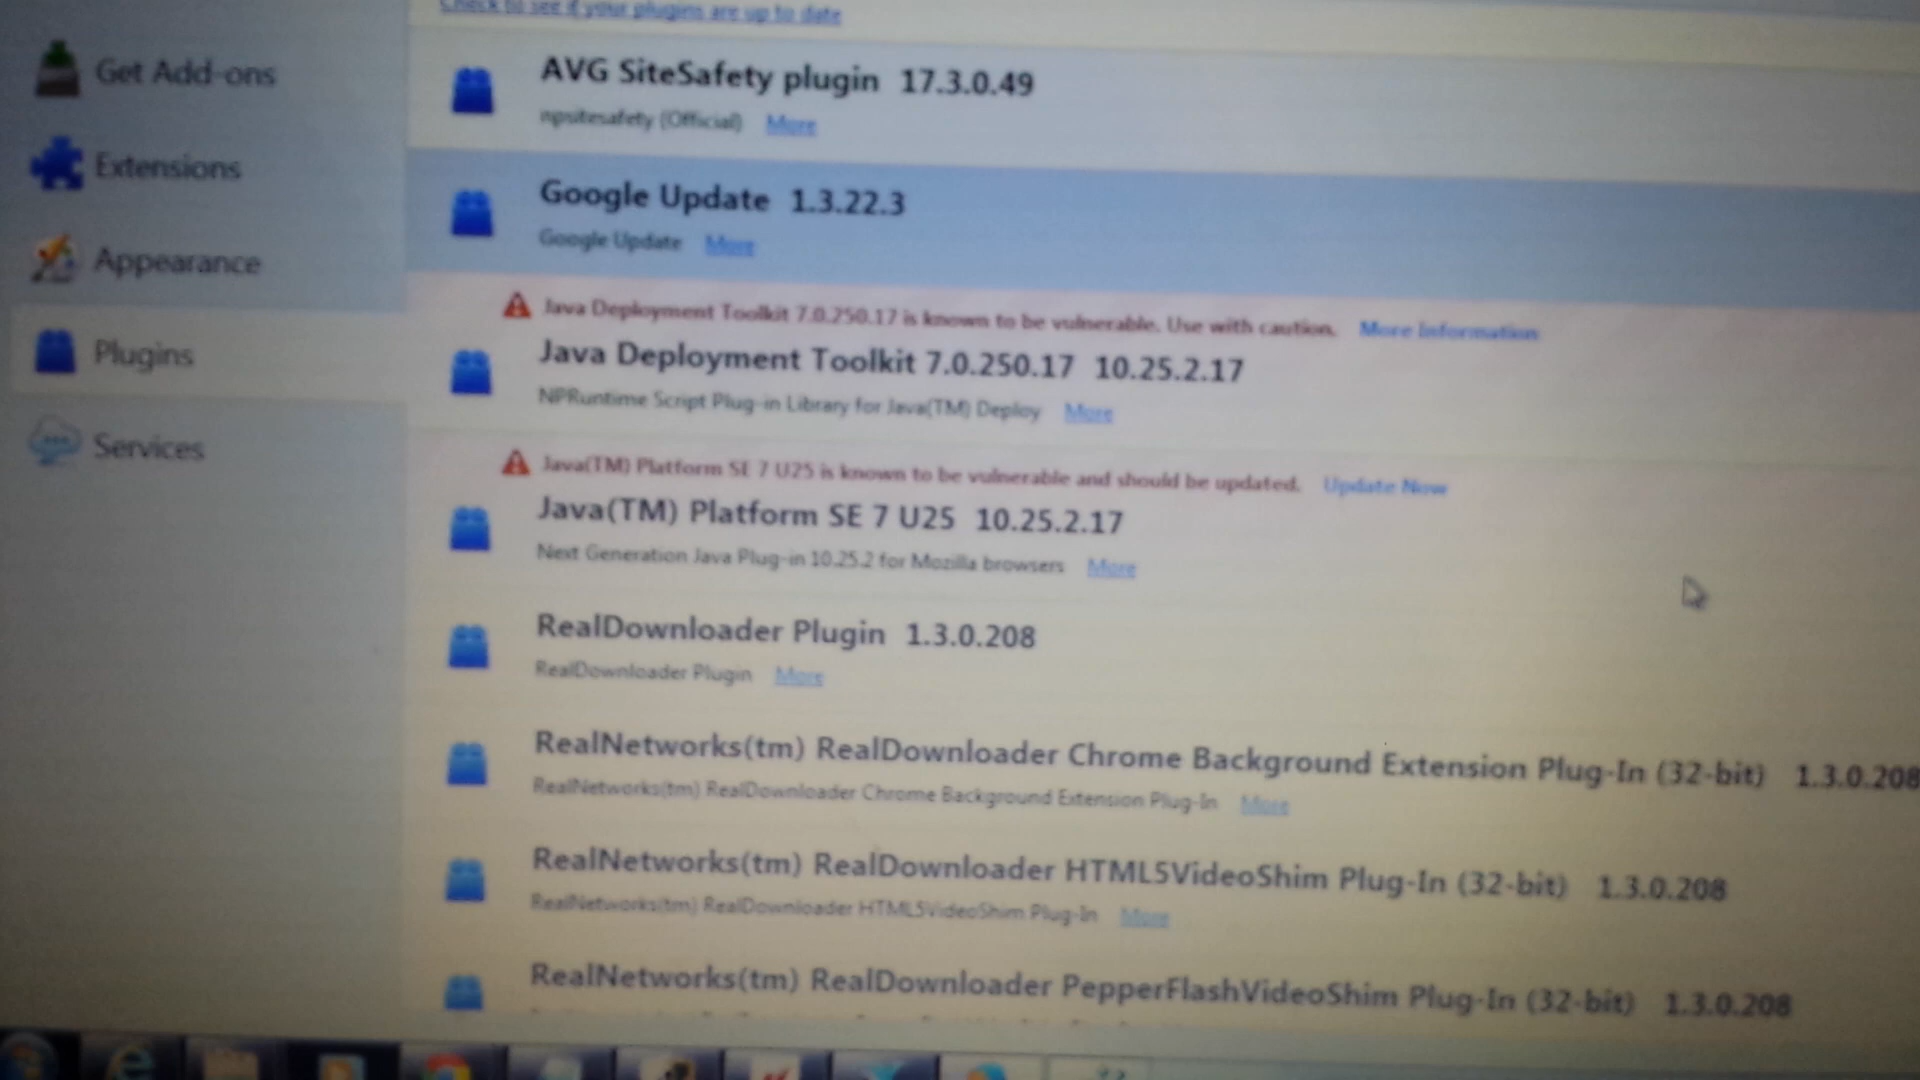 Check to see if your plugins are up to date
Get Add-ons
Extensions
Appearance
Plugins
Services
AVG SiteSafety plugin 17.3.0.49
npsitesafety (Official) More
Google Update 1.3.22.3
Google Update More
Java Deployment Toolkit 7.0.250.17 is known to be vulnerable. Use with caution. More Information
Java Deployment Toolkit 7.0.250.17 10.25.2.17
NPRuntime Script Plug-in Library for Java(TM) Deploy More
Java(TM) Platform SE 7 U25 is known to be vulnerable and should be updated. Update Now
Java(TM) Platform SE 7 U25 10.25.2.17
Next Generation Java Plug-in 10.25.2 for Mozilla browsers More
RealDownloader Plugin 1.3.0.208
RealDownloader Plugin More
RealNetworks(tm) RealDownloader Chrome Background Extension Plug-In (32-bit) 1.3.0.208
RealNetworks(tm) RealDownloader Chrome Background Extension Plug-In More
RealNetworks(tm) RealDownloader HTML5VideoShim Plug-In (32-bit) 1.3.0.208
RealNetworks(tm) RealDownloader HTML5VideoShim Plug-In More
RealNetworks(tm) RealDownloader PepperFlashVideoShim Plug-In (32-bit) 1.3.0.208